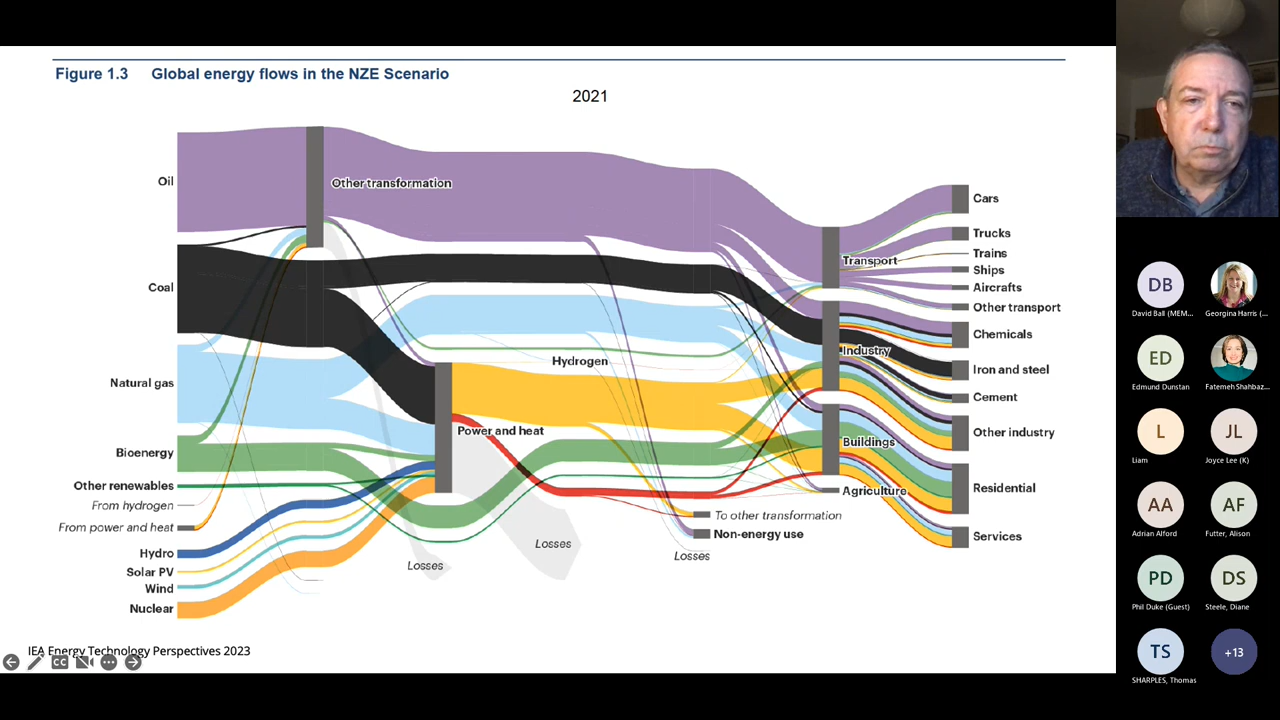 Figure 1.3 Global energy flows in the NZE Scenario
2021
Oil
Coal
Natural gas
Bioenergy
Other renewables
From hydrogen
From power and heat
Hydro
Solar PV
Wind
Nuclear
Other transformation
Hydrogen
Power and heat
Losses
Losses
Losses
To other transformation
Non-energy use
Transport
Industry
Buildings
Agriculture
Cars
Trucks
Trains
Ships
Aircrafts
Other transport
Chemicals
Iron and steel
Cement
Other industry
Residential
Services
IEA Energy Technology Perspectives 2023
CC
DB
David Ball (MEM...
Georgina Harris (...
ED
Edmund Dunstan
Fatemeh Shahbaz...
L
Liam
JL
Joyce Lee (K)
AA
Adrian Alford
AF
Futter, Alison
PD
Phil Duke (Guest)
DS
Steele, Diane
TS
SHARPLES, Thomas
+13